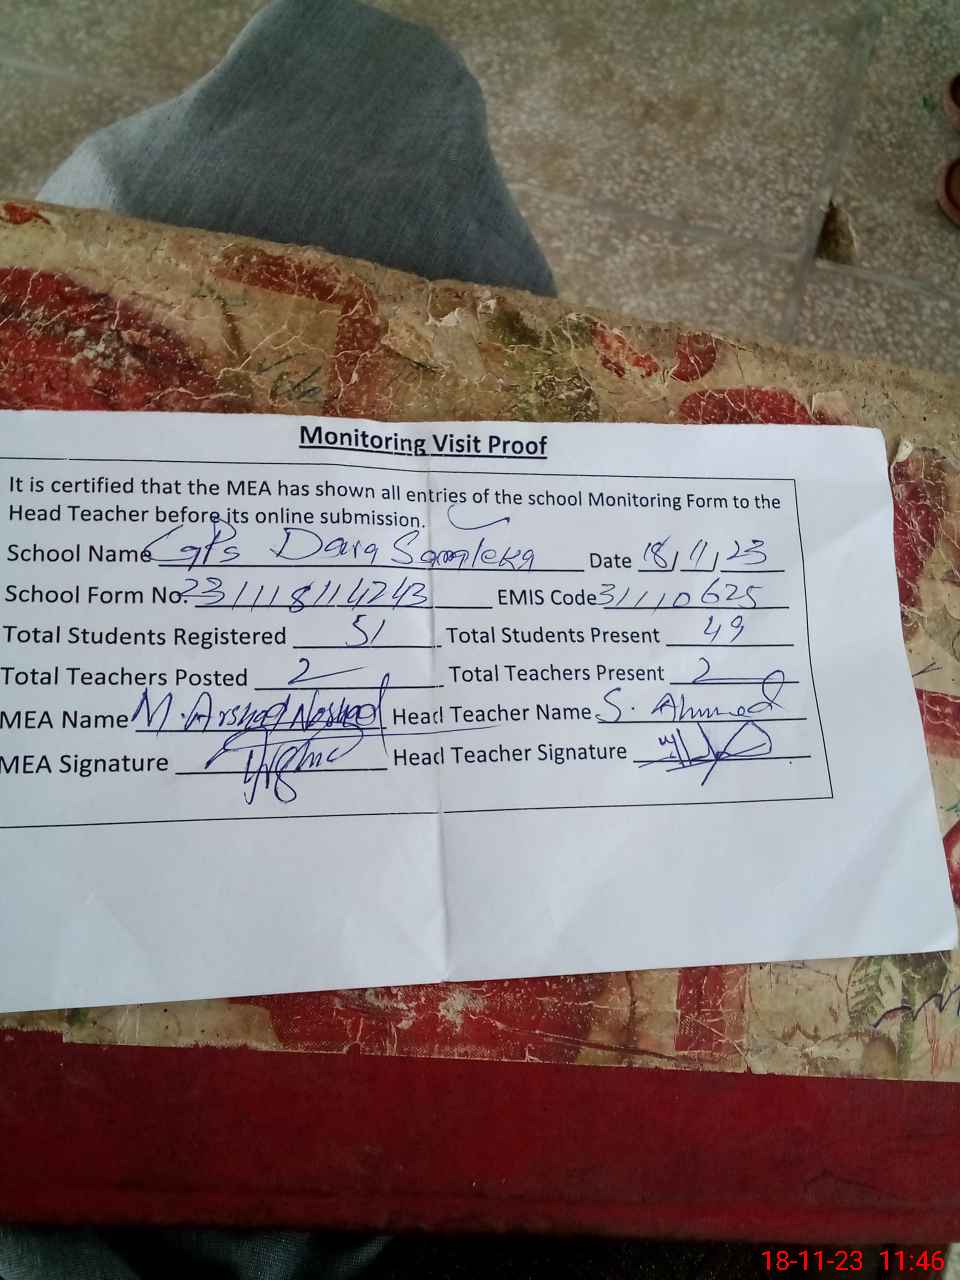 Monitoring Visit Proof
It is certified that the MEA has shown all entries of the school Monitoring Form to the
Head Teacher before its online submission.
School Name GPs Dara Date 18/11/23
School Form No. 231118114243 EMIS Code 31110625
Total Students Registered 51 Total Students Present 49
Total Teachers Posted 2 Total Teachers Present 2
MEA Name M. Arshad Head Teacher Name S. Ahmed
MEA Signature Head Teacher Signature
18-11-23 11:46